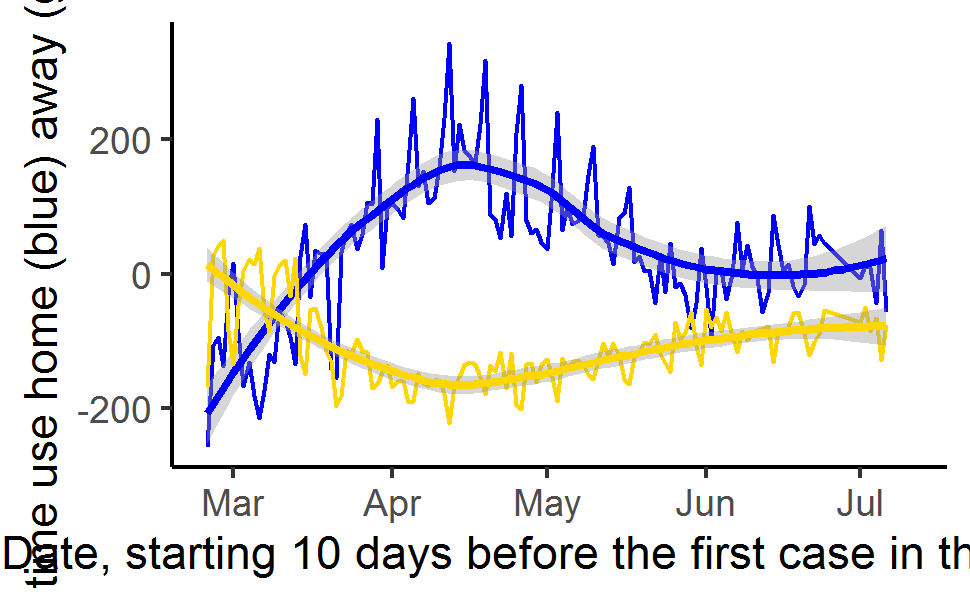 time use home (blue) away (
200
0
-200
Mar Apr May Jun Jul
Date, starting 10 days before the first case in th